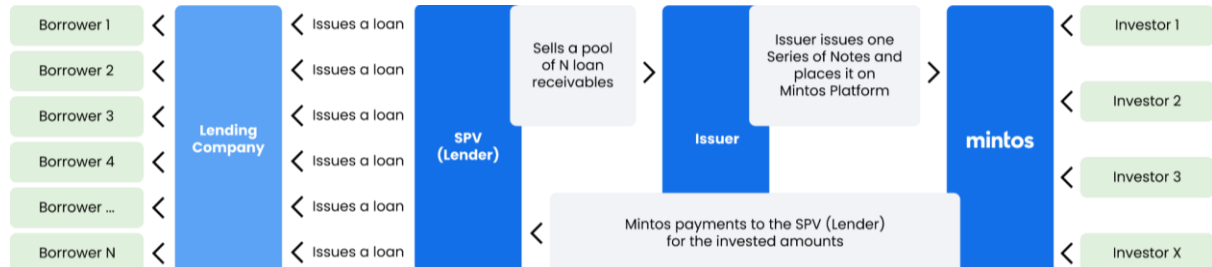 Borrower 1
Borrower 2
Borrower 3
Borrower 4
Borrower ...
Borrower N
Lending
Company
Issues a loan
Issues a loan
Issues a loan
Issues a loan
Issues a loan
Issues a loan
SPV
(Lender)
Sells a pool
of N loan
receivables
Issuer
Issuer issues one
Series of Notes and
places it on
Mintos Platform
Mintos payments to the SPV (Lender)
for the invested amounts
mintos
Investor 1
Investor 2
Investor 3
Investor X